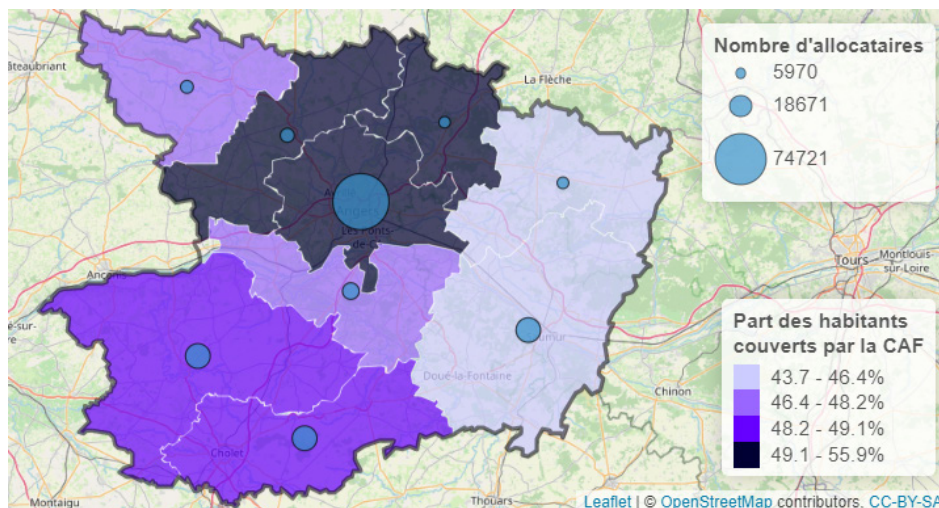 Nombre d'allocataires
5970
18671
74721
La Flèche
Angers
Les Ponts-
de-Cé
Tours
Montlouis
-sur-Loire
Part des habitants
couverts par la CAF
43.7 - 46.4%
46.4 - 48.2%
48.2 - 49.1%
49.1 - 55.9%
Doué-la-Fontaine
Chinon
Cholet
Montaigu
Thouars
Leaflet | © OpenStreetMap contributors, CC-BY-SA